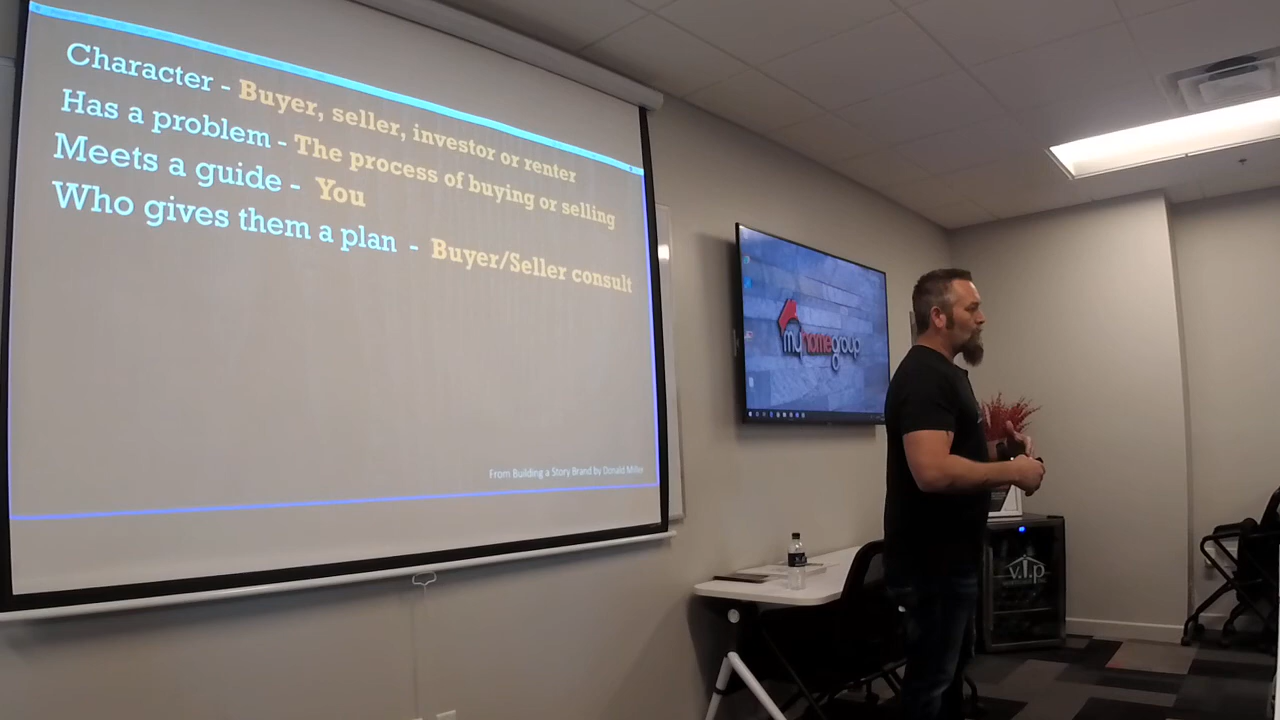 Character - Buyer, seller, investor or renter
Has a problem - The process of buying or selling
Meets a guide - You
Who gives them a plan - Buyer/Seller consult
From Building a Story Brand by Donald Miller
myhomegroup
v.i.p